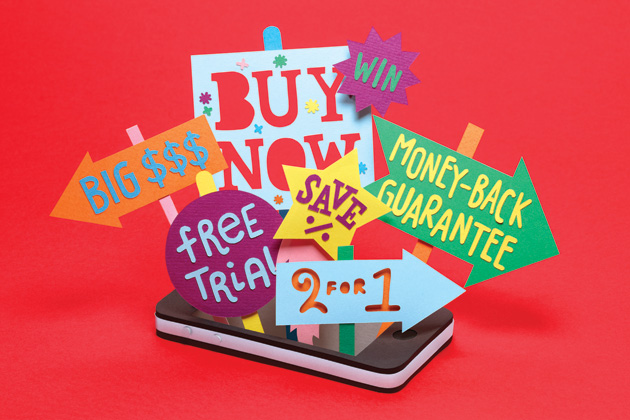 BUY
NOW
WIN
BIG $$$
MONEY-BACK
GUARANTEE
SAVE
%
FREE
TRIAL
2 FOR 1